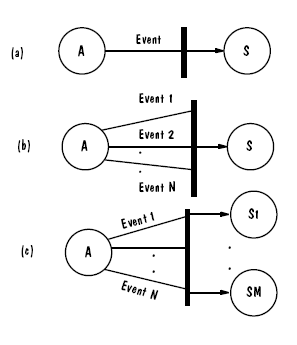 (a) A Event S
Event 1
(b) A Event 2 S
Event N
S1
Event 1
(c) A
Event N
SM